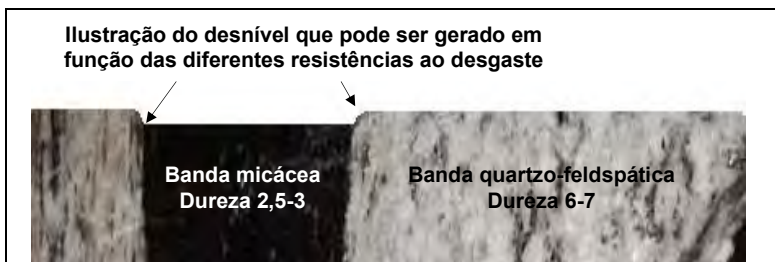 Ilustração do desnível que pode ser gerado em
função das diferentes resistências ao desgaste
Banda micácea
Dureza 2,5-3
Banda quartzo-feldspática
Dureza 6-7